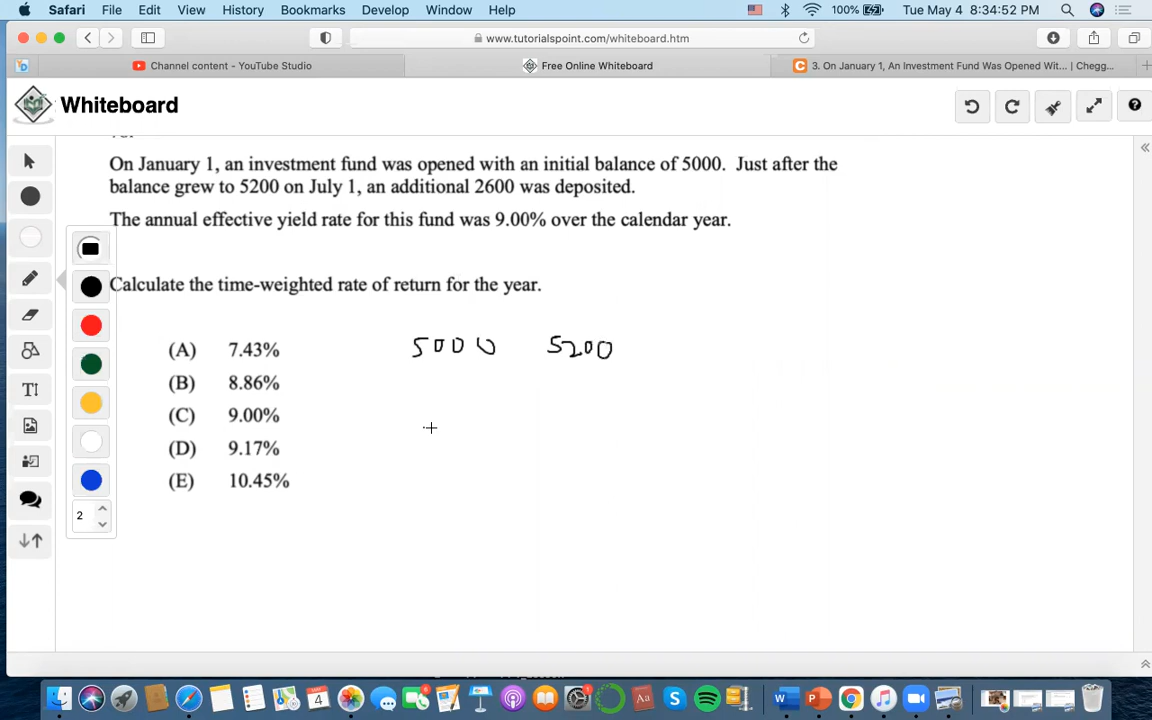 Safari File Edit View History Bookmarks Develop Window Help 100% Tue May 4 8:34:52 PM
www.tutorialspoint.com/whiteboard.htm
Channel content - YouTube Studio Free Online Whiteboard 3. On January 1, An Investment Fund Was Opened Wit... | Chegg...
Whiteboard
On January 1, an investment fund was opened with an initial balance of 5000. Just after the
balance grew to 5200 on July 1, an additional 2600 was deposited.
The annual effective yield rate for this fund was 9.00% over the calendar year.
Calculate the time-weighted rate of return for the year.
(A) 7.43% 5000 5200
(B) 8.86%
(C) 9.00%
(D) 9.17%
(E) 10.45%
2